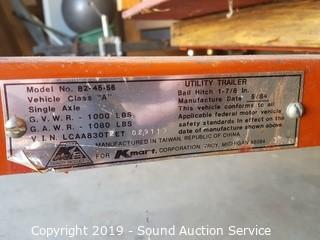 Model No. 82-45-56
Vehicle Class "A"
Single Axle
G.V.W.R. - 1000 LBS
G.A.W.R. - 1080 LBS
V.I.N. LCAA830T
UTILITY TRAILER
Ball Hitch 1-7/8 In.
Manufacture Date 5/84
This vehicle conforms to all
Applicable federal motor vehicle
safety standards in effect on the
date of manufacture shown above.
MANUFACTURED IN TAIWAN, REPUBLIC OF CHINA
FOR Kmart CORPORATION, TROY, MICHIGAN 48084
Copyright 2019 - Sound Auction Service